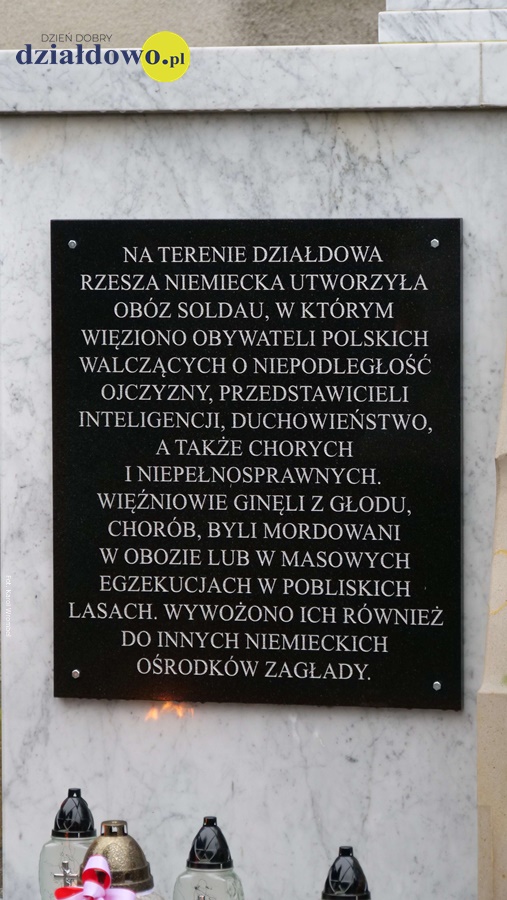 DZIEŃ DOBRY
działdowo.pl
NA TERENIE DZIAŁDOWA
RZESZA NIEMIECKA UTWORZYŁA
OBÓZ SOLDAU, W KTÓRYM
WIĘZIONO OBYWATELI POLSKICH
WALCZĄCYCH O NIEPODLEGŁOŚĆ
OJCZYZNY, PRZEDSTAWICIELI
INTELIGENCJI, DUCHOWIEŃSTWO,
A TAKŻE CHORYCH
I NIEPEŁNOSPRAWNYCH.
WIĘŹNIOWIE GINĘLI Z GŁODU,
CHORÓB, BYLI MORDOWANI
W OBOZIE LUB W MASOWYCH
EGZEKUCJACH W POBLISKICH
LASACH. WYWOŻONO ICH RÓWNIEŻ
DO INNYCH NIEMIECKICH
OŚRODKÓW ZAGŁADY.